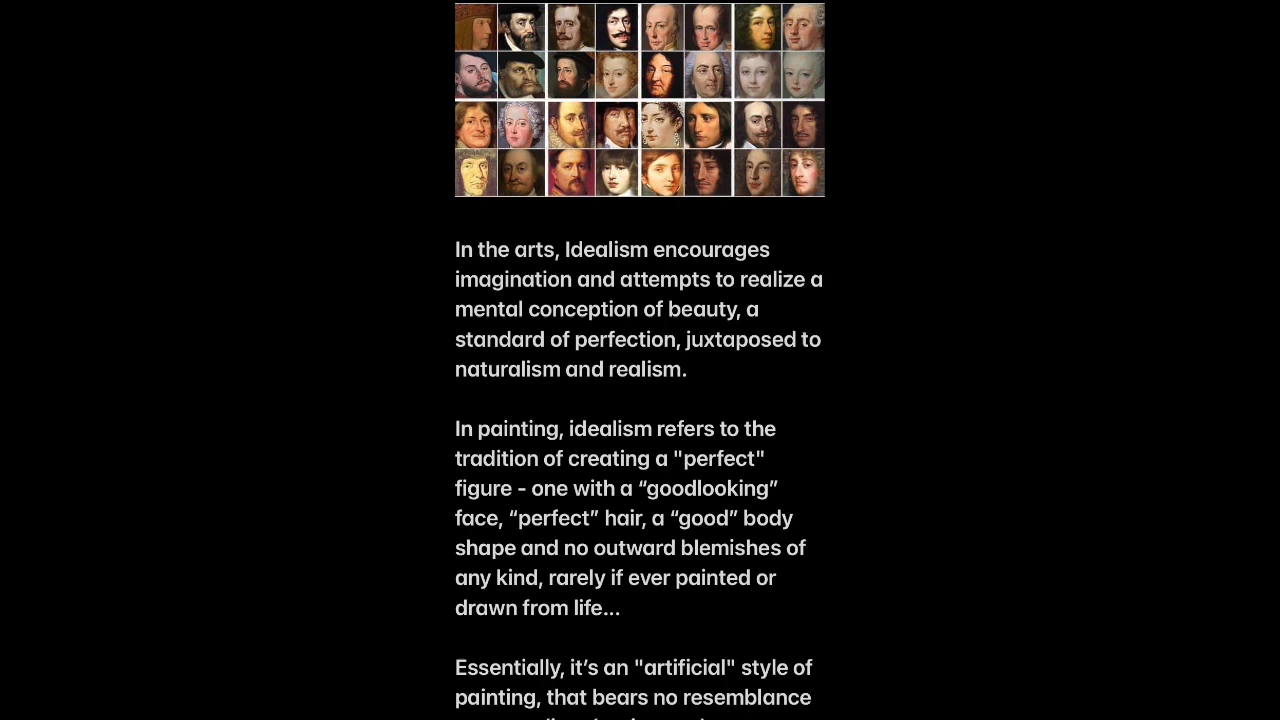 In the arts, Idealism encourages
imagination and attempts to realize a
mental conception of beauty, a
standard of perfection, juxtaposed to
naturalism and realism.
In painting, idealism refers to the
tradition of creating a "perfect"
figure - one with a “goodlooking”
face, “perfect” hair, a “good” body
shape and no outward blemishes of
any kind, rarely if ever painted or
drawn from life...
Essentially, it’s an "artificial" style of
painting, that bears no resemblance